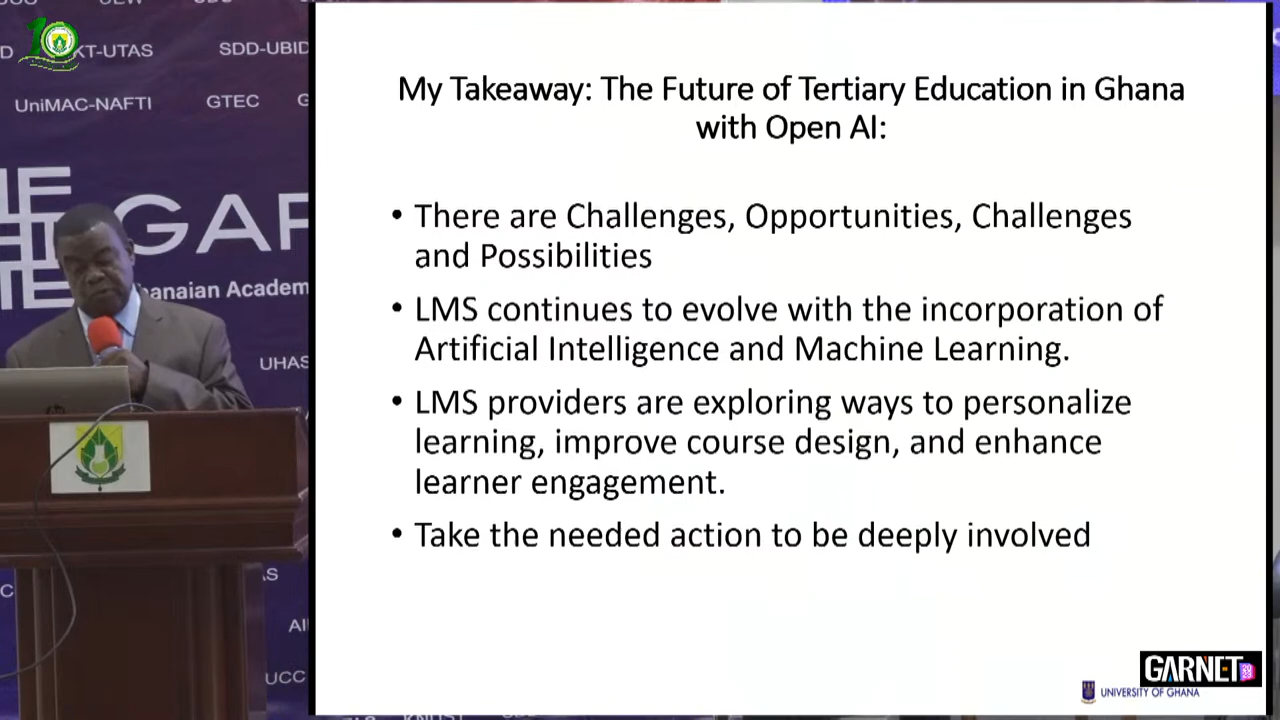 KT-UTAS
SDD-UBID
UniMAC-NAFTI
GTEC
GAR
anaian Academ
UHAS
UCC
My Takeaway: The Future of Tertiary Education in Ghana
with Open AI:
• There are Challenges, Opportunities, Challenges
and Possibilities
• LMS continues to evolve with the incorporation of
Artificial Intelligence and Machine Learning.
• LMS providers are exploring ways to personalize
learning, improve course design, and enhance
learner engagement.
• Take the needed action to be deeply involved
GARNET
UNIVERSITY OF GHANA